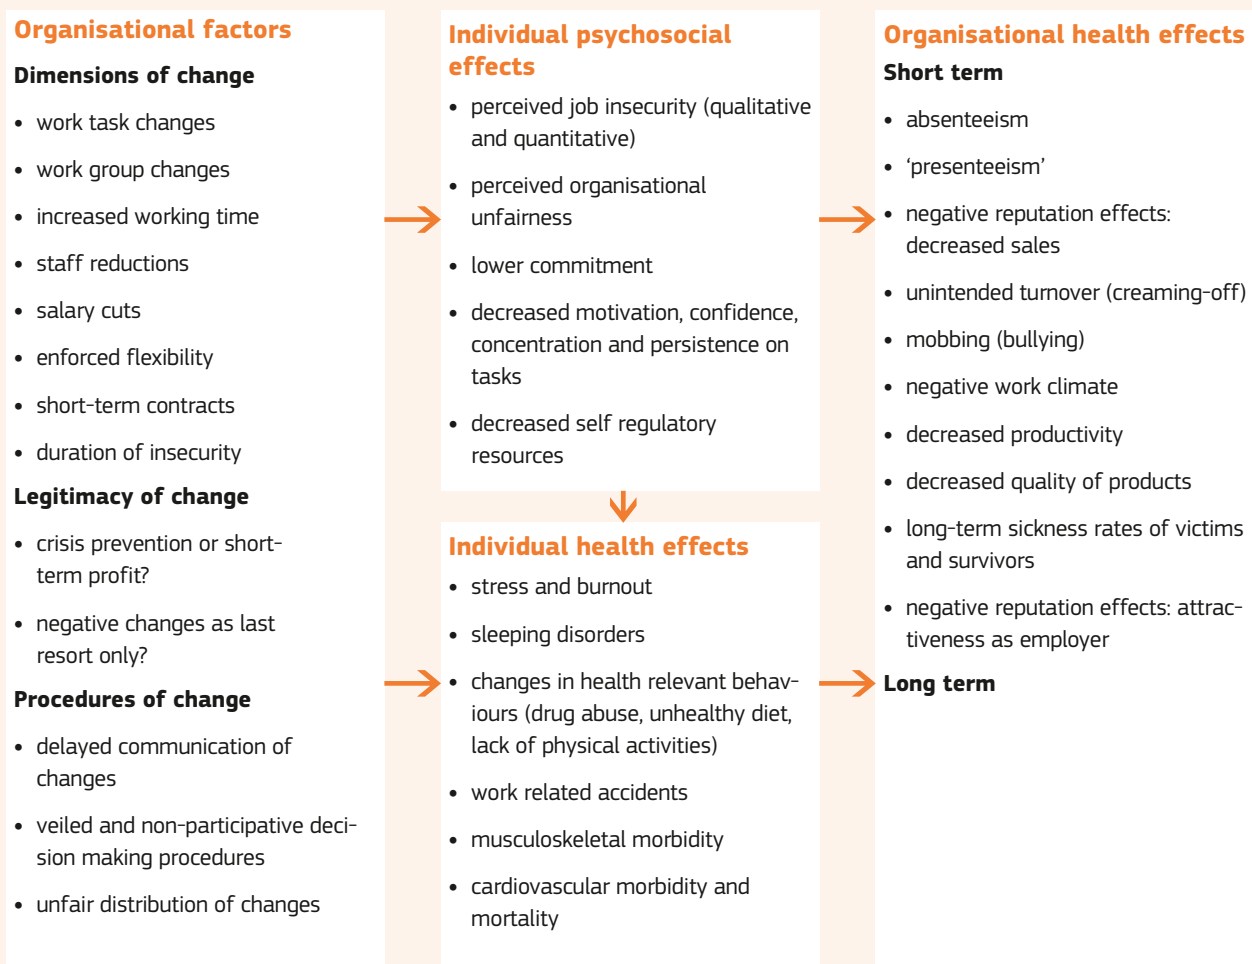 Organisational factors
Dimensions of change
• work task changes
• work group changes
• increased working time
• staff reductions
• salary cuts
• enforced flexibility
• short-term contracts
• duration of insecurity
Legitimacy of change
• crisis prevention or short-
term profit?
• negative changes as last
resort only?
Procedures of change
• delayed communication of
changes
• veiled and non-participative deci-
sion making procedures
• unfair distribution of changes
Individual psychosocial
effects
• perceived job insecurity (qualitative
and quantitative)
• perceived organisational
unfairness
• lower commitment
• decreased motivation, confidence,
concentration and persistence on
tasks
• decreased self regulatory
resources
Individual health effects
• stress and burnout
• sleeping disorders
• changes in health relevant behav-
iours (drug abuse, unhealthy diet,
lack of physical activities)
• work related accidents
• musculoskeletal morbidity
• cardiovascular morbidity and
mortality
Organisational health effects
Short term
• absenteeism
• ‘presenteeism’
• negative reputation effects:
decreased sales
• unintended turnover (creaming-off)
• mobbing (bullying)
• negative work climate
• decreased productivity
• decreased quality of products
• long-term sickness rates of victims
and survivors
• negative reputation effects: attrac-
tiveness as employer
Long term